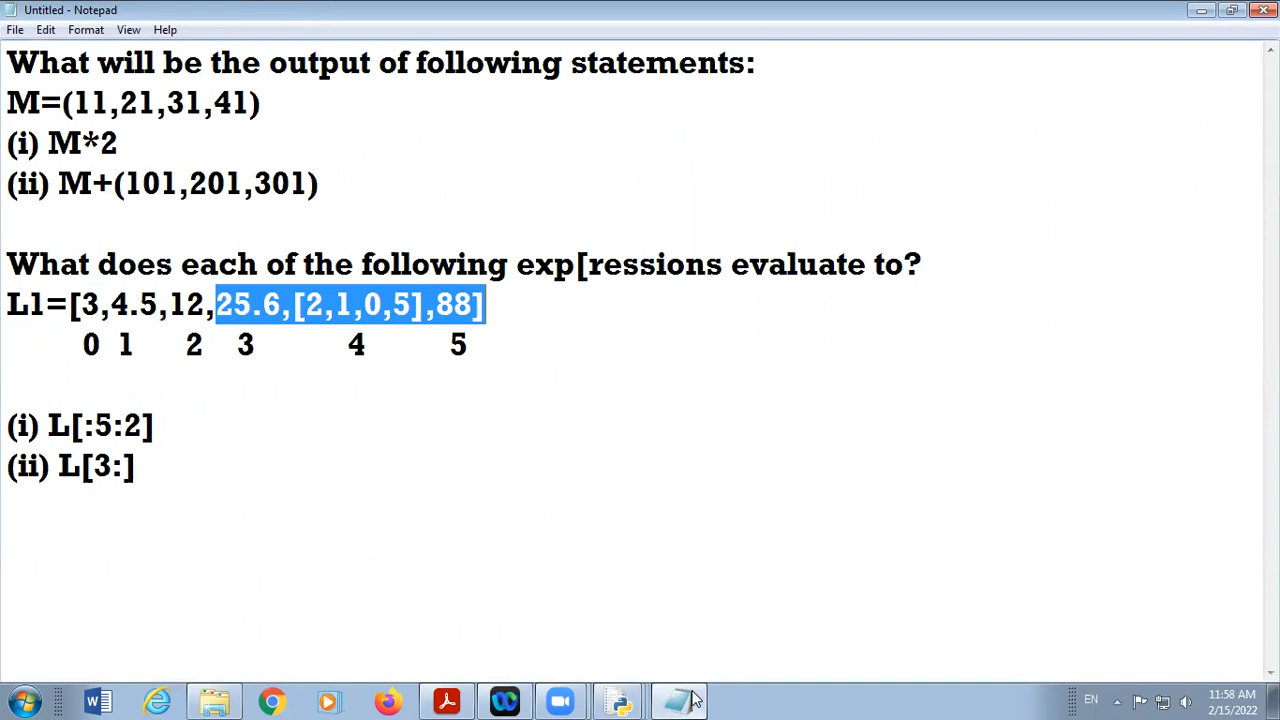 Untitled - Notepad
File Edit Format View Help
What will be the output of following statements:
M=(11,21,31,41)
(i) M*2
(ii) M+(101,201,301)
What does each of the following exp[ressions evaluate to?
L1=[3,4.5,12,25.6,[2,1,0,5],88]
0 1 2 3 4 5
(i) L[:5:2]
(ii) L[3:]
EN 11:58 AM
2/15/2022